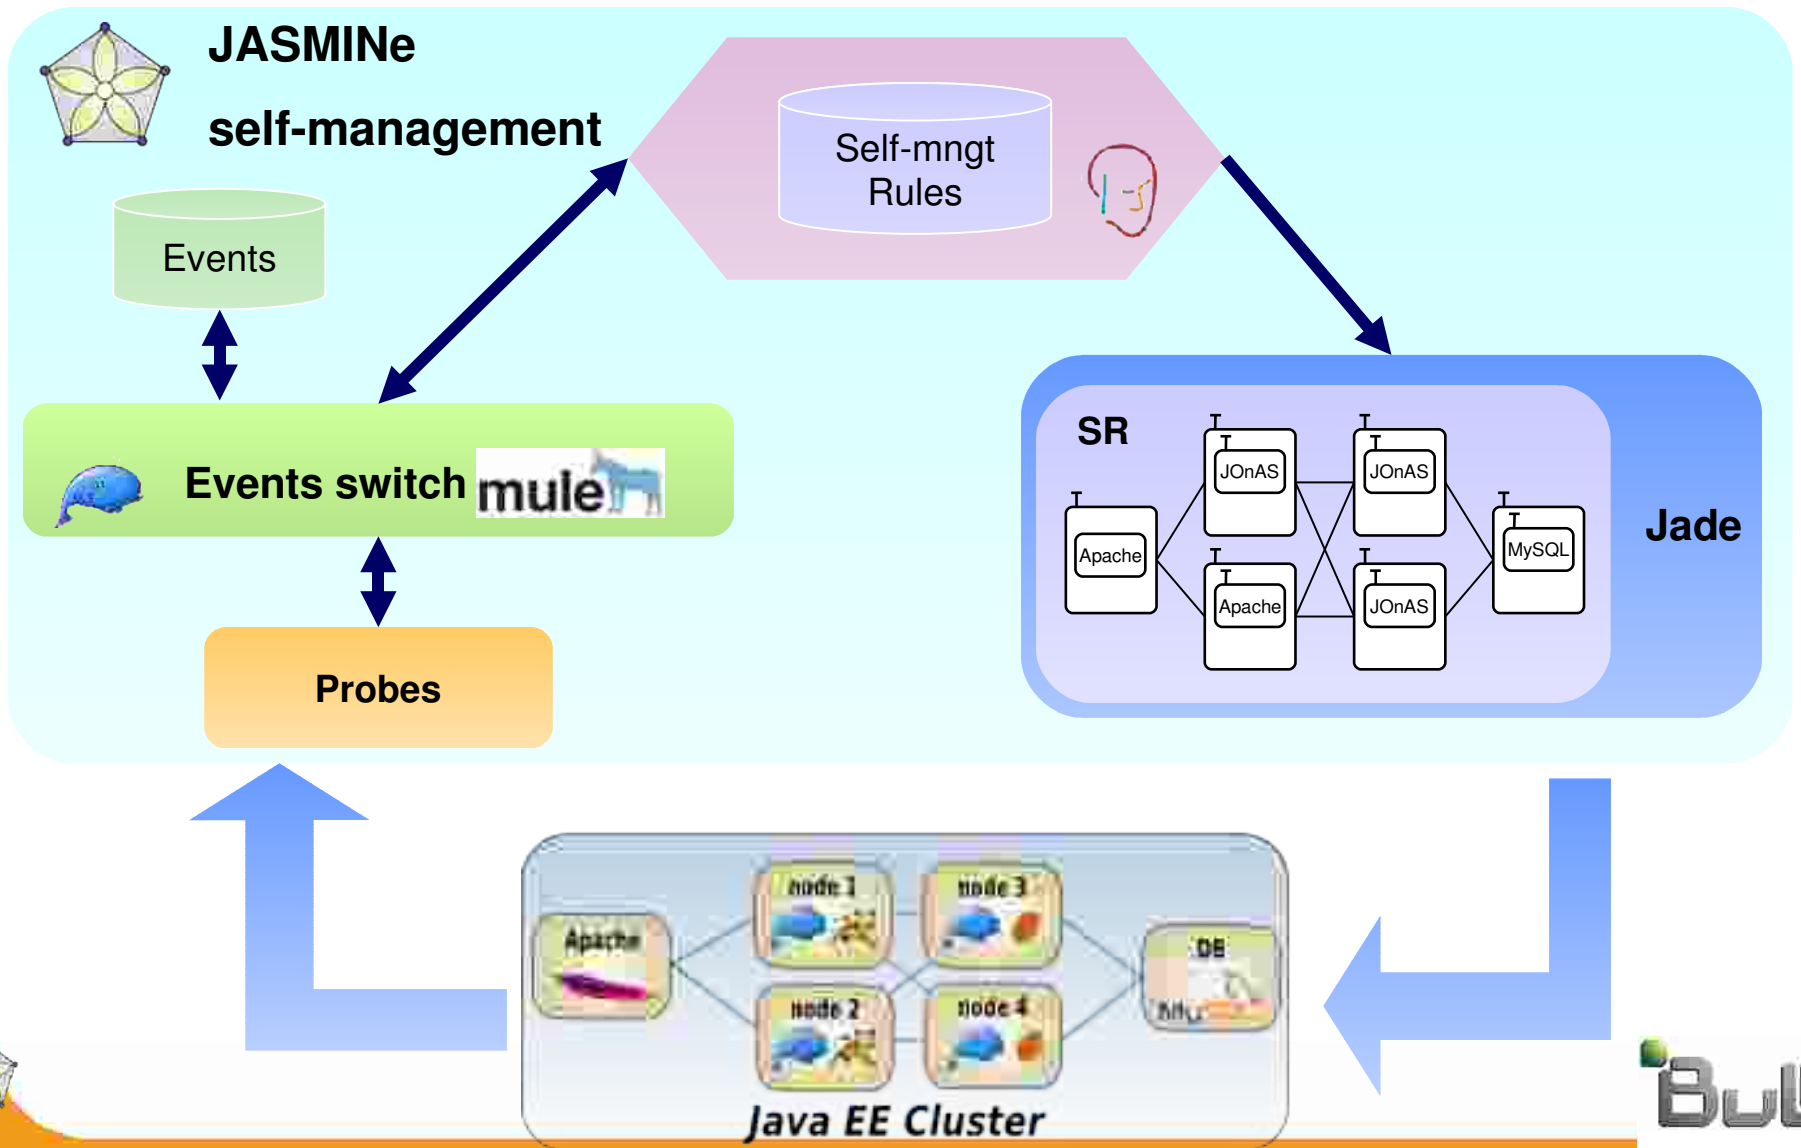 JASMINe
self-management
Self-mngt
Rules
Events
Events switch mule
Probes
SR
JOnAS
JOnAS
Apache
MySQL
Apache
JOnAS
Jade
node 1
node 3
Apache
DB
node 2
node 4
Java EE Cluster